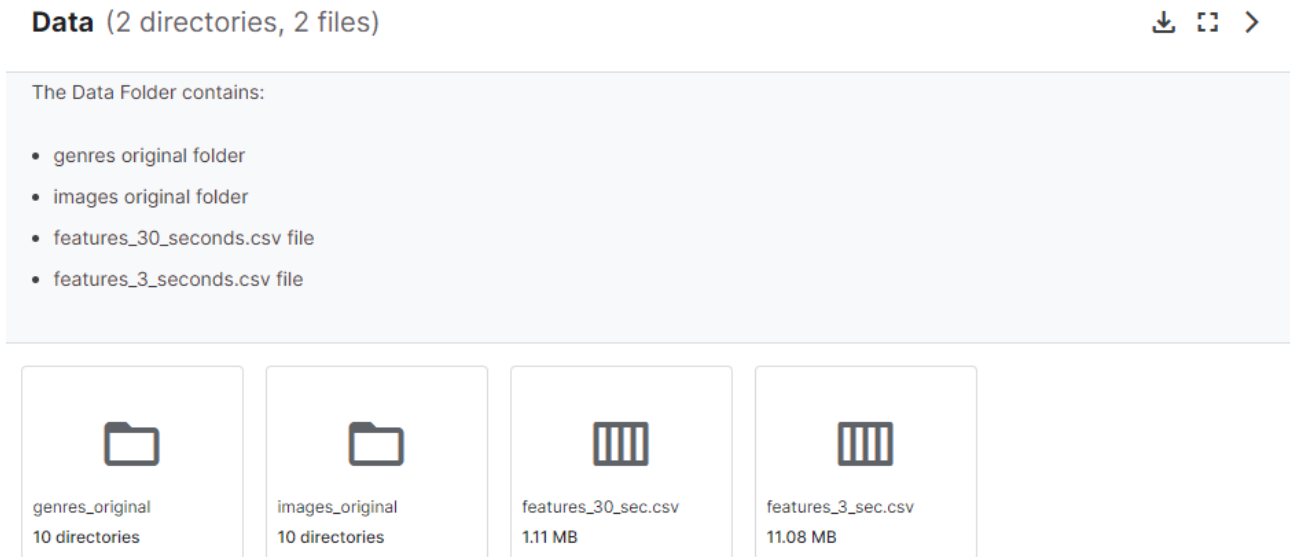 Data (2 directories, 2 files)
The Data Folder contains:
• genres original folder
• images original folder
• features_30_seconds.csv file
• features_3_seconds.csv file
genres_original
10 directories
images_original
10 directories
features_30_sec.csv
1.11 MB
features_3_sec.csv
11.08 MB